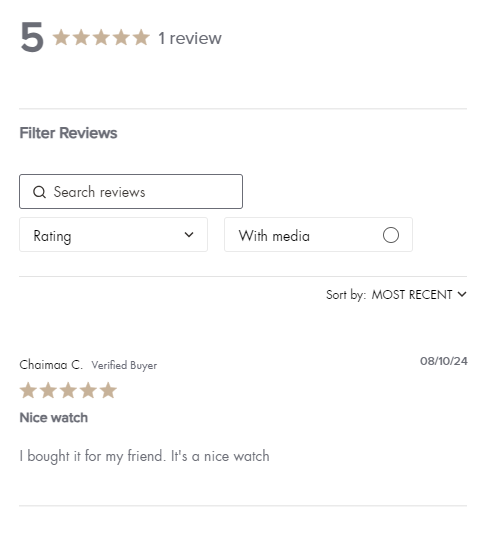 5 1 review
Filter Reviews
Search reviews
Rating With media
Sort by: MOST RECENT
Chaimaa C. Verified Buyer 08/10/24
Nice watch
I bought it for my friend. It's a nice watch